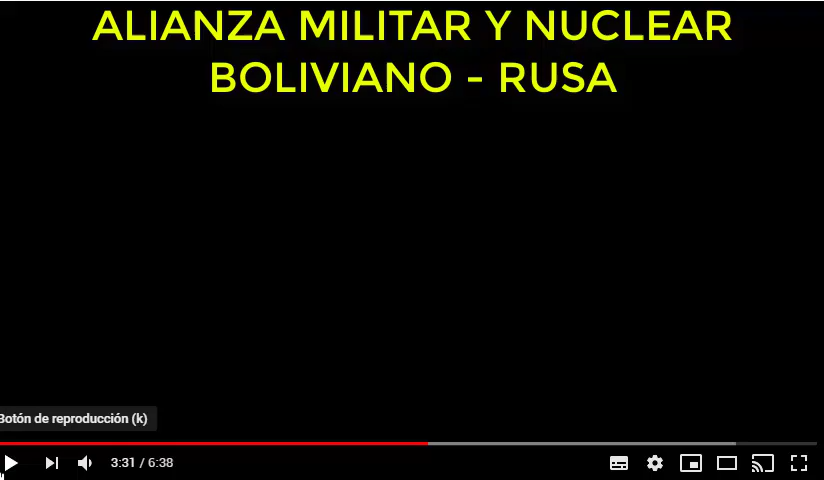 ALIANZA MILITAR Y NUCLEAR
BOLIVIANO - RUSA
Botón de reproducción (k)
3:31 / 6:38